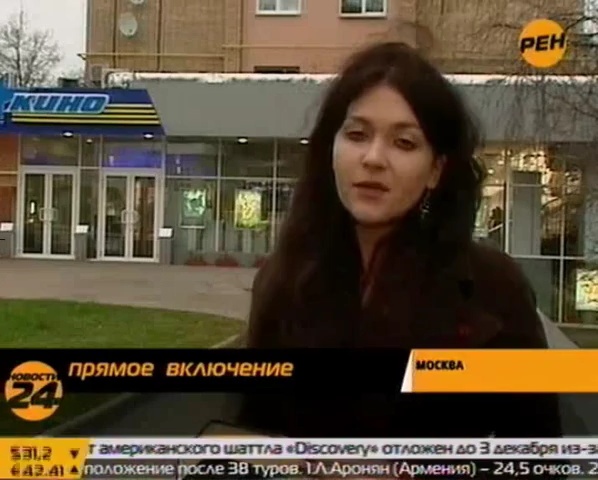 РЕН
КИНО
ПРЯМОЕ ВКЛЮЧЕНИЕ
МОСКВА
НОВОСТИ
24
$31,2 ▼ т американского шаттла «Discovery» отложен до 3 декабря из-з
€42.41 ▲ положение после 38 туров. 1.Л.Аронян (Армения) – 24,5 очков. 2